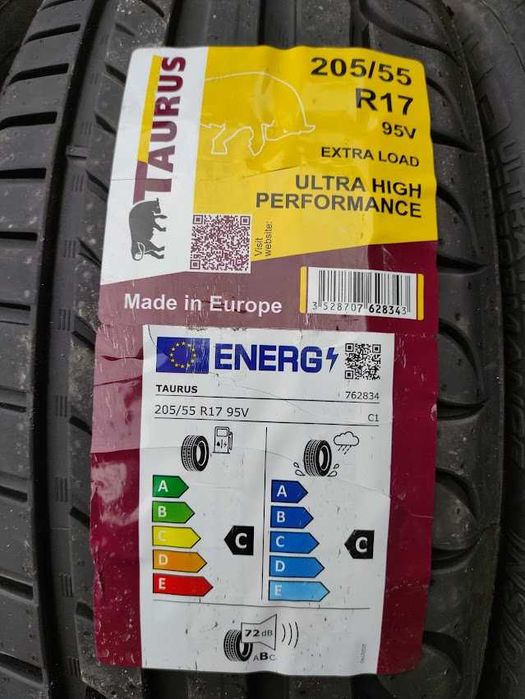 TAURUS
205/55
R17
95V
EXTRA LOAD
ULTRA HIGH
PERFORMANCE
Visit
website:
Made in Europe
3 528707 628343
ENERG
TAURUS 762834
205/55 R17 95V C1
A A
B B
C C C C
D D
E E
72dB
ABC